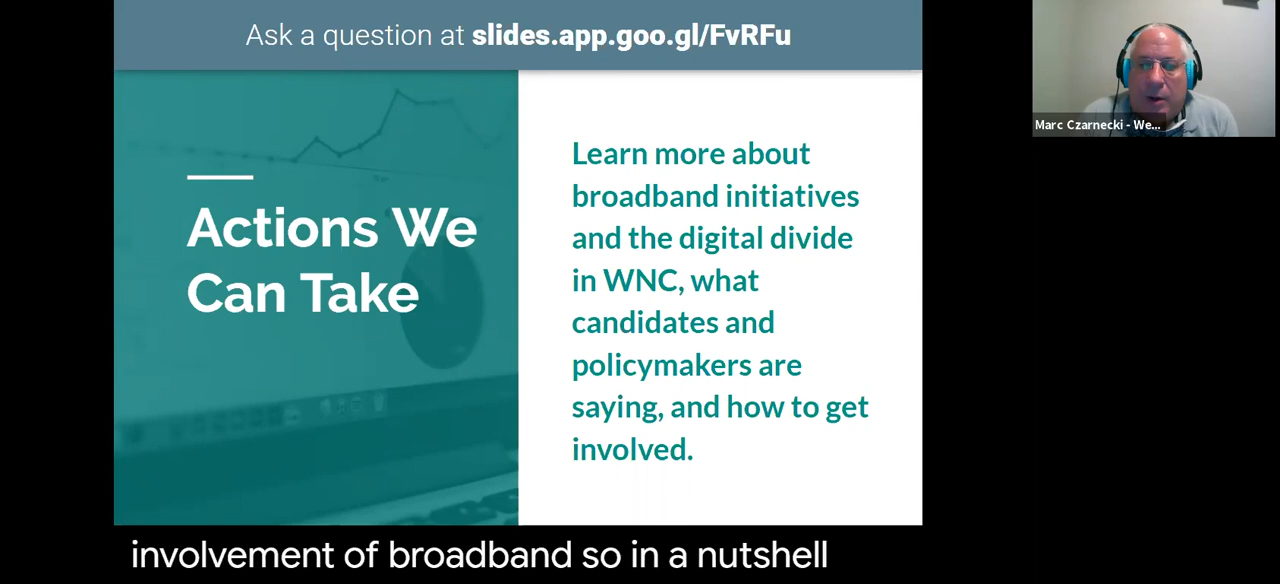 Ask a question at slides.app.goo.gl/FvRFu
Marc Czarnecki - We...
Actions We
Can Take
Learn more about
broadband initiatives
and the digital divide
in WNC, what
candidates and
policymakers are
saying, and how to get
involved.
involvement of broadband so in a nutshell